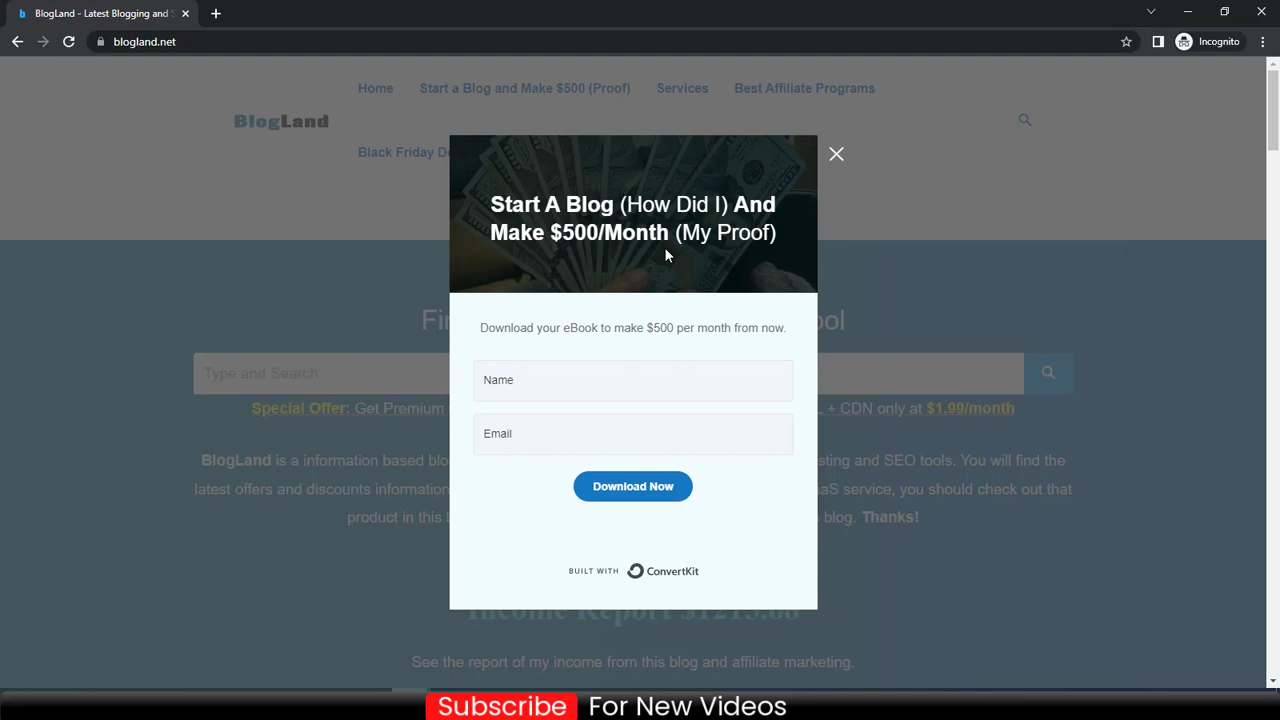 BlogLand - Latest Blogging and
blogland.net
Incognito
Home
Start a Blog and Make $500 (Proof)
Services
Best Affiliate Programs
BlogLand
Black Friday
Start A Blog (How Did I) And
Make $500/Month (My Proof)
Download your eBook to make $500 per month from now.
Name
Type and Search
Special Offer: Get Premium
+ CDN only at $1.99/month
Email
BlogLand is a information based
and SEO tools. You will find the
latest offers and discounts
service, you should check out that
Download Now
product in this
blog. Thanks!
BUILT WITH ConvertKit
Income Report
See the report of my income from this blog and affiliate marketing.
Subscribe For New Videos